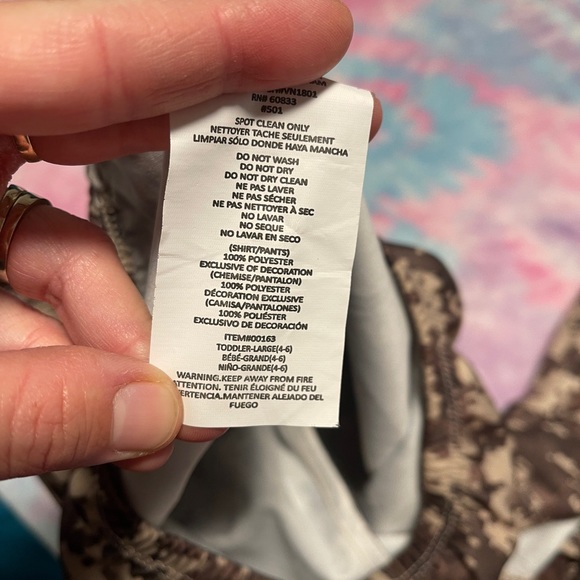 RN# 60833
#501
SPOT CLEAN ONLY
NETTOYER TACHE SEULEMENT
LIMPIAR SÓLO DONDE HAYA MANCHA
DO NOT WASH
DO NOT DRY
DO NOT DRY CLEAN
NE PAS LAVER
NE PAS SÉCHER
NE PAS NETTOYER À SEC
NO LAVAR
NO SEQUE
NO LAVAR EN SECO
(SHIRT/PANTS)
100% POLYESTER
EXCLUSIVE OF DECORATION
(CHEMISE/PANTALON)
100% POLYESTER
DÉCORATION EXCLUSIVE
(CAMISA/PANTALONES)
100% POLIÉSTER
EXCLUSIVO DE DECORACIÓN
ITEM#00163
TODDLER-LARGE(4-6)
BÉBÉ-GRAND(4-6)
NIÑO-GRANDE(4-6)
WARNING.KEEP AWAY FROM FIRE
TTENTION. TENIR ÉLOIGNÉ DU FEU
ERTENCIA.MANTENER ALEJADO DEL
FUEGO